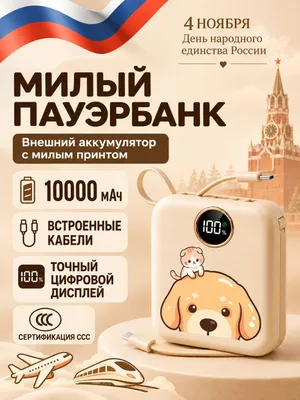 4 НОЯБРЯ
День народного
единства России
МИЛЫЙ
ПАУЭРБАНК
Внешний аккумулятор
с милым принтом
10000 мАч
ВСТРОЕННЫЕ
КАБЕЛИ
100%
ТОЧНЫЙ
ЦИФРОВОЙ
ДИСПЛЕЙ
СЕРТИФИКАЦИЯ CCC
100%